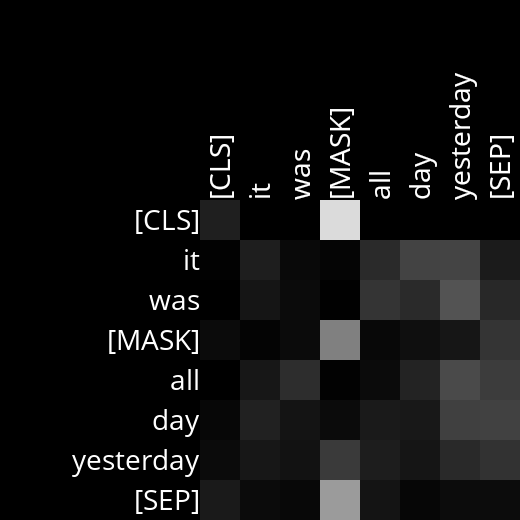 [CLS] it was [MASK] all day yesterday [SEP]
[CLS]
it
was
[MASK]
all
day
yesterday
[SEP]